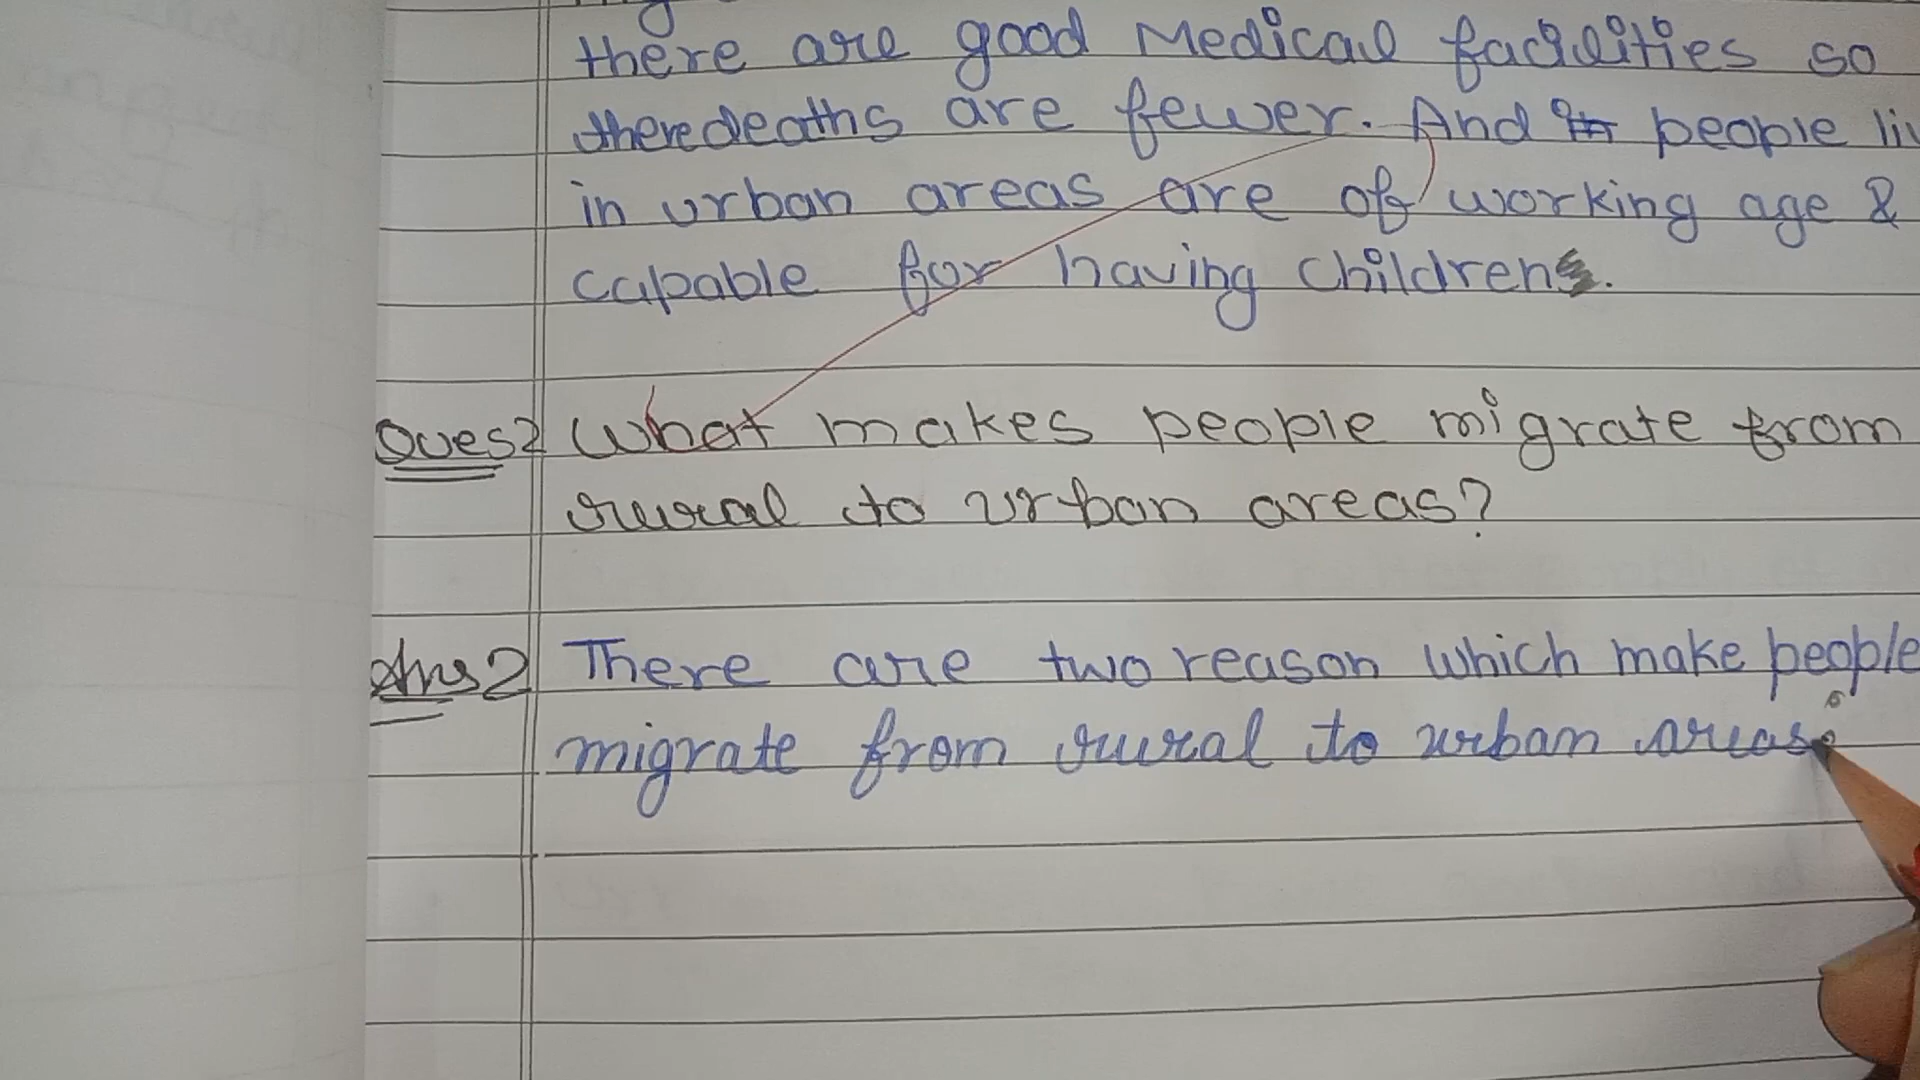 there are good Medical facilities so
there deaths are fewer. And people
in urban areas are of working age &
capable for having children.
Ques2 What makes people migrate from
rural to urban areas?
Ans2 There are two reason which make people
migrate from rural to urban areas